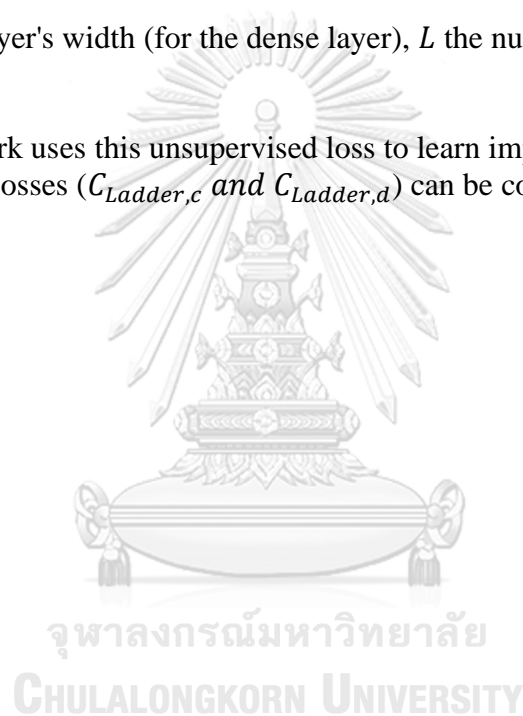 yer's width (for the dense layer), L the nu
rk uses this unsupervised loss to learn imp
osses (C_{Ladder,c} and C_{Ladder,d}) can be co
จุฬาลงกรณ์มหาวิทยาลัย
CHULALONGKORN UNIVERSITY